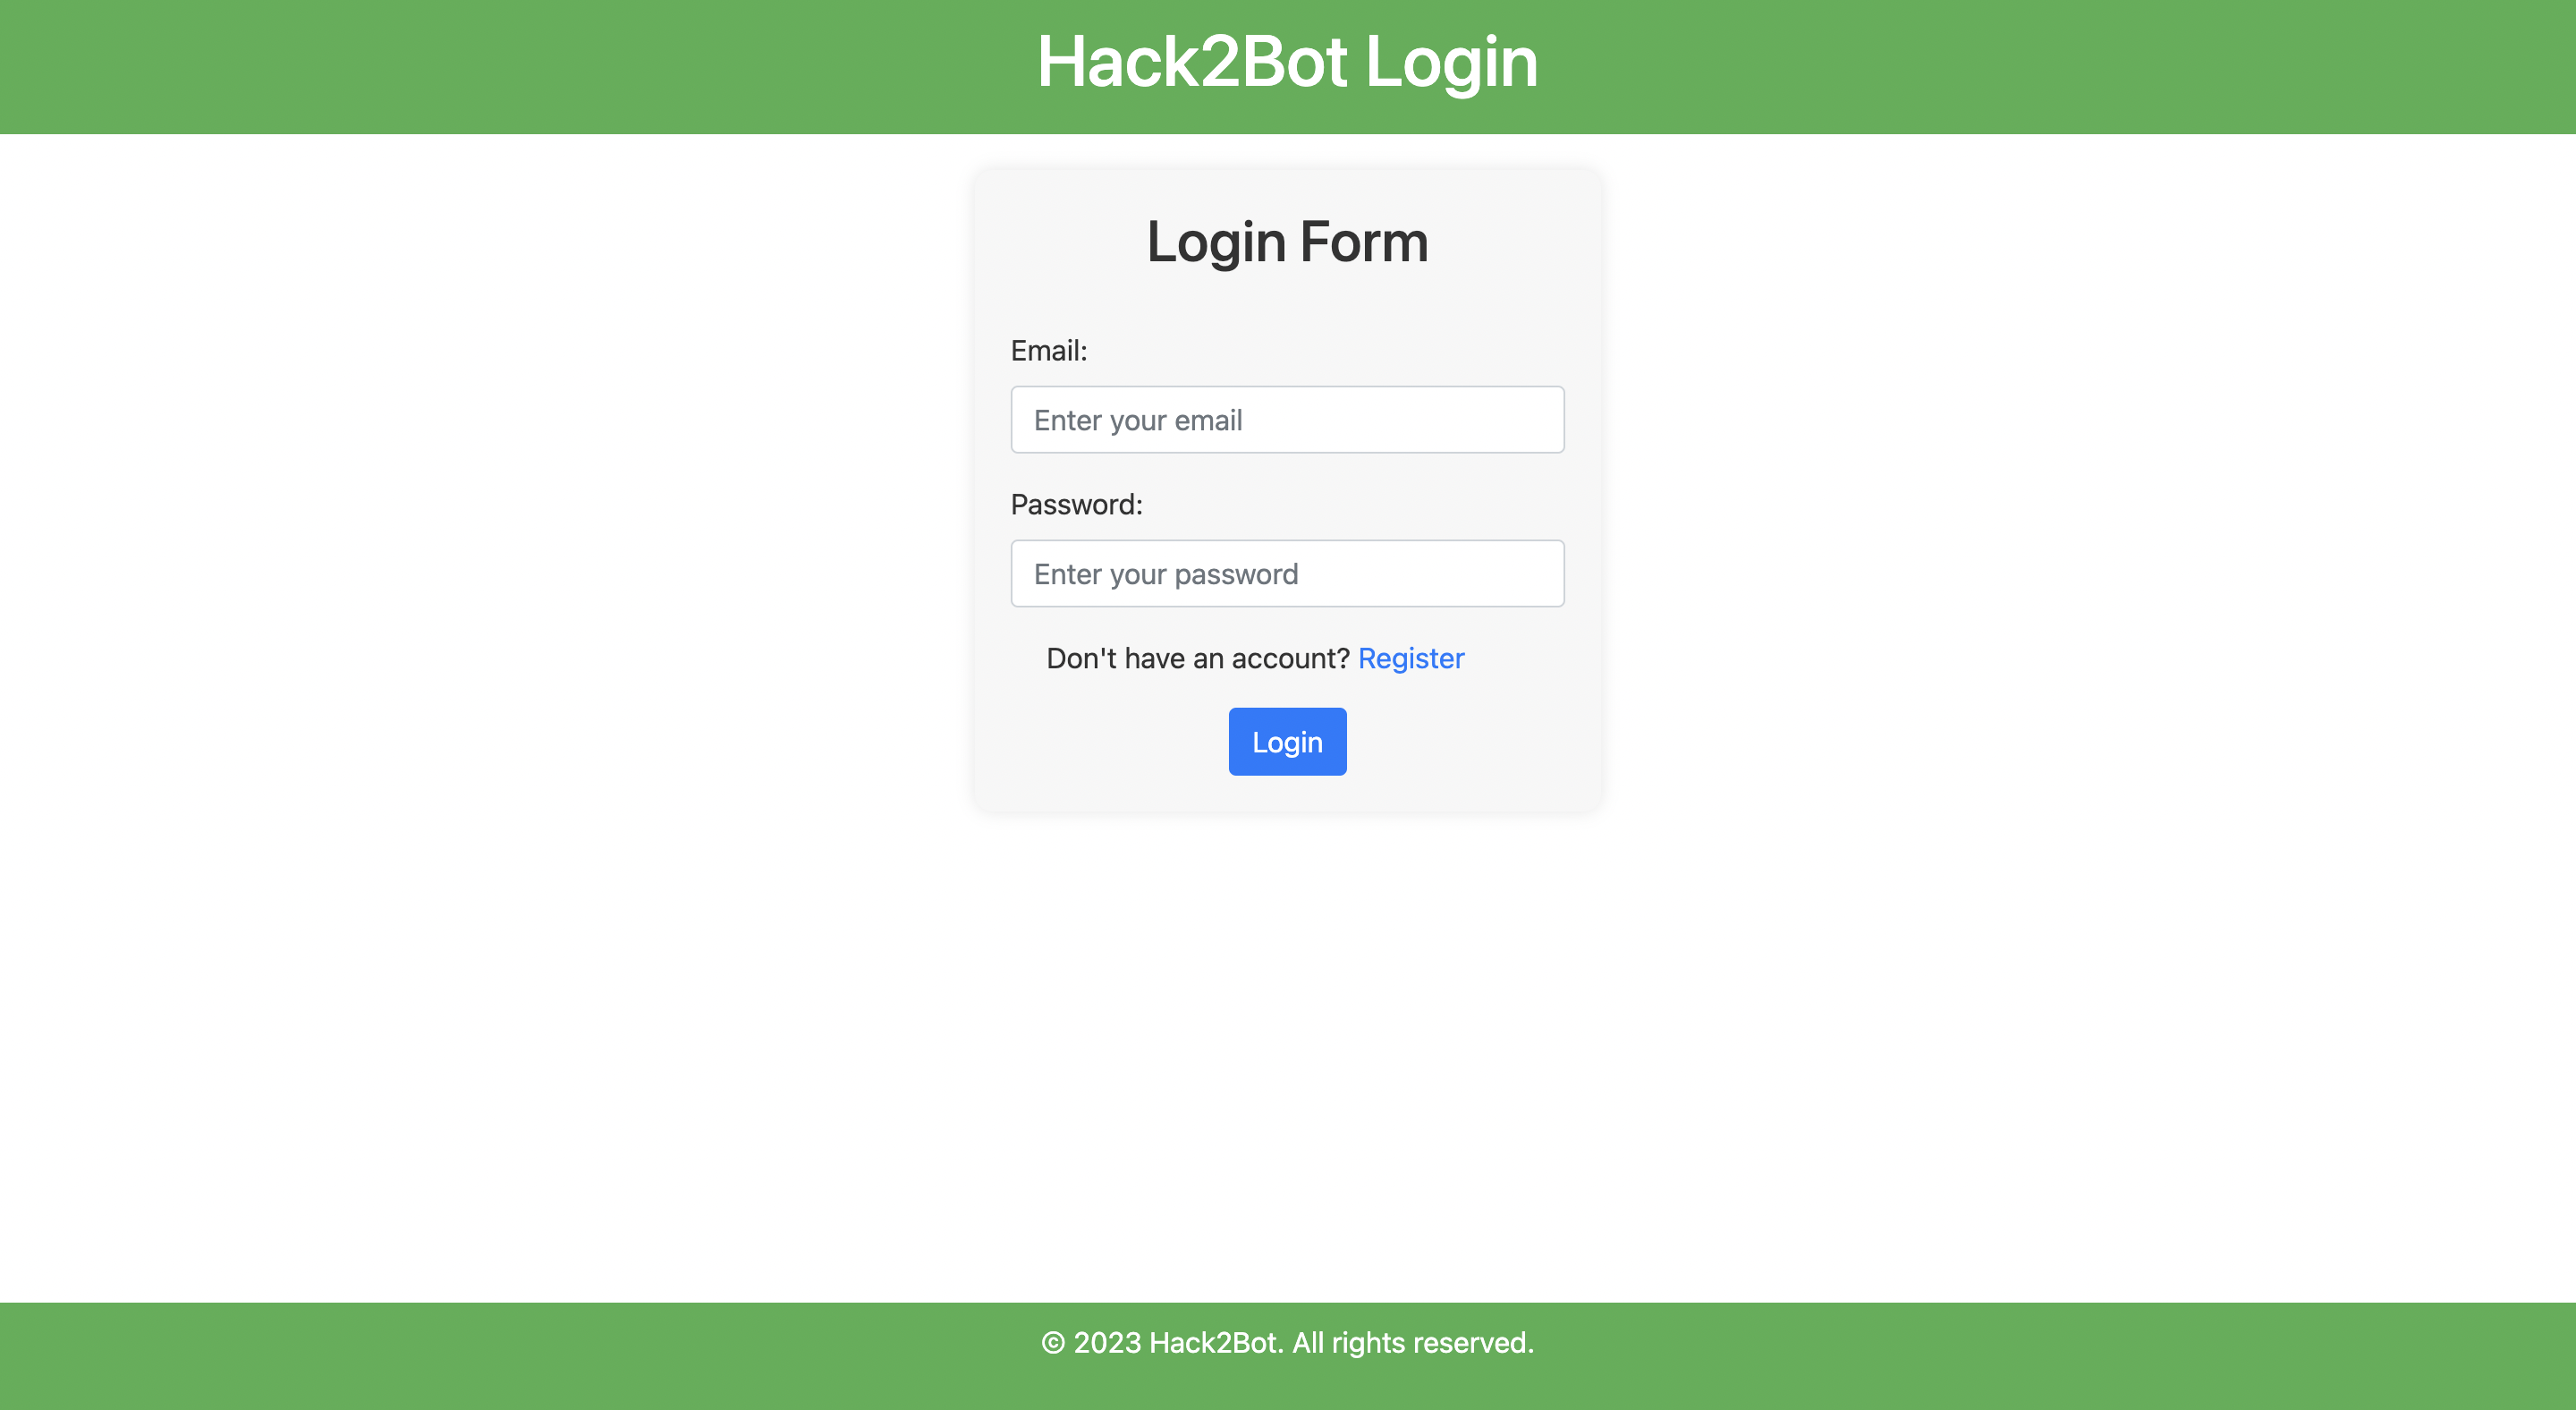 Hack2Bot Login
Login Form
Email:
Enter your email
Password:
Enter your password
Don't have an account? Register
Login
© 2023 Hack2Bot. All rights reserved.